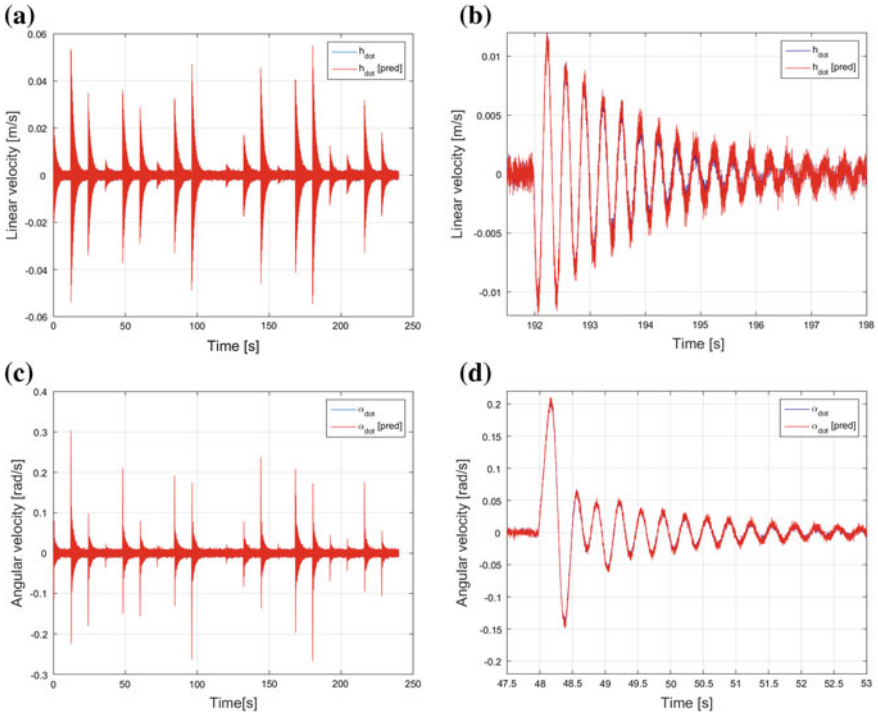 (a)
0.06
0.04
0.02
0
-0.02
-0.04
-0.06
Linear velocity [m/s]
h_dot
h_dot [pred]
0 50 100 150 200 250
Time [s]
(b)
0.01
0.005
0
-0.005
-0.01
Linear velocity [m/s]
h_dot
h_dot [pred]
192 193 194 195 196 197 198
Time [s]
(c)
0.4
0.3
0.2
0.1
0
-0.1
-0.2
-0.3
Angular velocity [rad/s]
α_dot
α_dot [pred]
0 50 100 150 200 250
Time[s]
(d)
0.2
0.15
0.1
0.05
0
-0.05
-0.1
-0.15
-0.2
Angular velocity [rad/s]
α_dot
α_dot [pred]
47.5 48 48.5 49 49.5 50 50.5 51 51.5 52 52.5 53
Time [s]